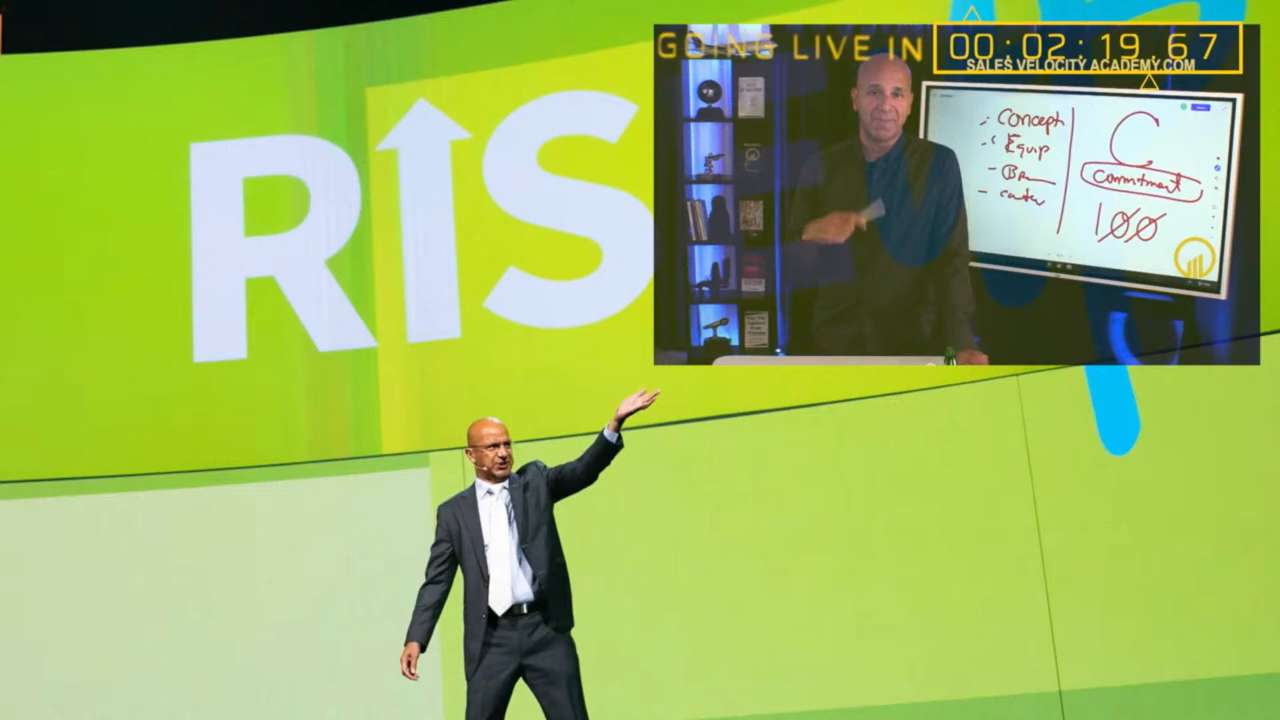 RIS
GOING LIVE IN
00:02:19 67
SALES VELOCITY ACADEMY.COM
Concept
Equip
C
commitment
100